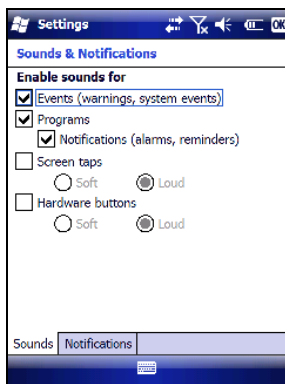 Settings OK
Sounds & Notifications
Enable sounds for
Events (warnings, system events)
Programs
Notifications (alarms, reminders)
Screen taps
Soft Loud
Hardware buttons
Soft Loud
Sounds Notifications